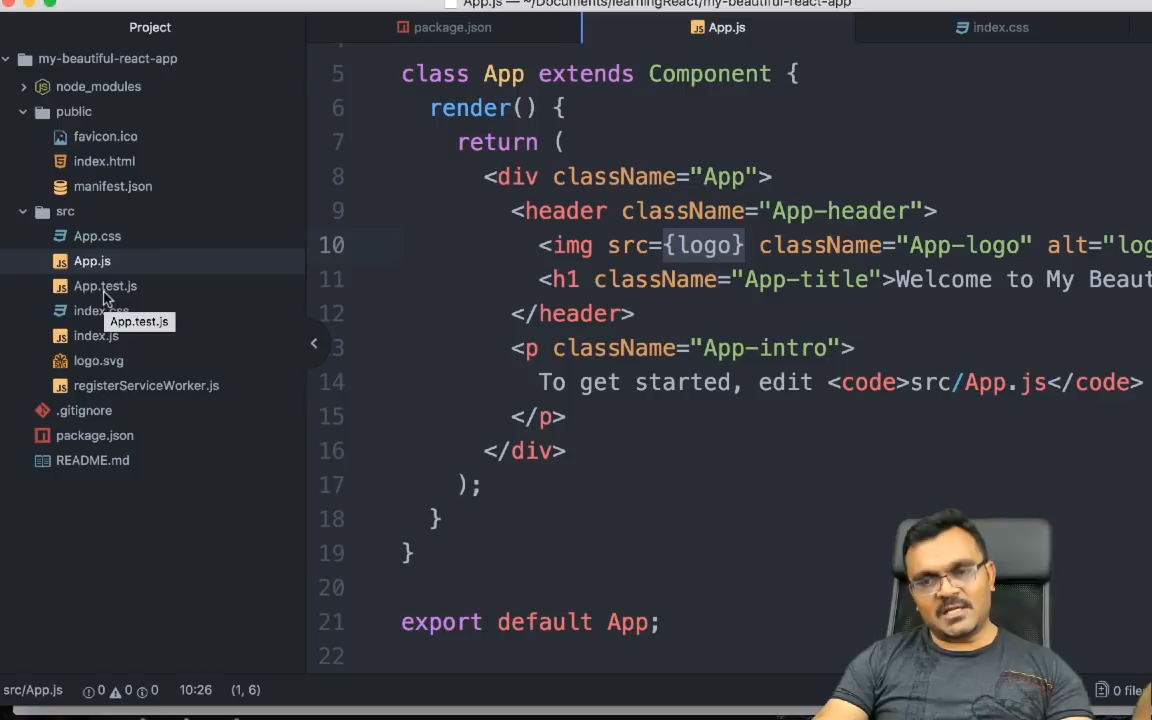 App.js — ~/Documents/learningReact/my-beautiful-react-app
Project
my-beautiful-react-app
node_modules
public
favicon.ico
index.html
manifest.json
src
App.css
App.js
App.test.js
index.css
App.test.js
index.js
logo.svg
registerServiceWorker.js
.gitignore
package.json
README.md
package.json
App.js
index.css
5 class App extends Component {
6 render() {
7 return (
8 <div className="App">
9 <header className="App-header">
10 <img src={logo} className="App-logo" alt="log
11 <h1 className="App-title">Welcome to My Beaut
12 </header>
13 <p className="App-intro">
14 To get started, edit <code>src/App.js</code>
15 </p>
16 </div>
17 );
18 }
19 }
20
21 export default App;
22
src/App.js 0 0 0 10:26 (1, 6)
0 file